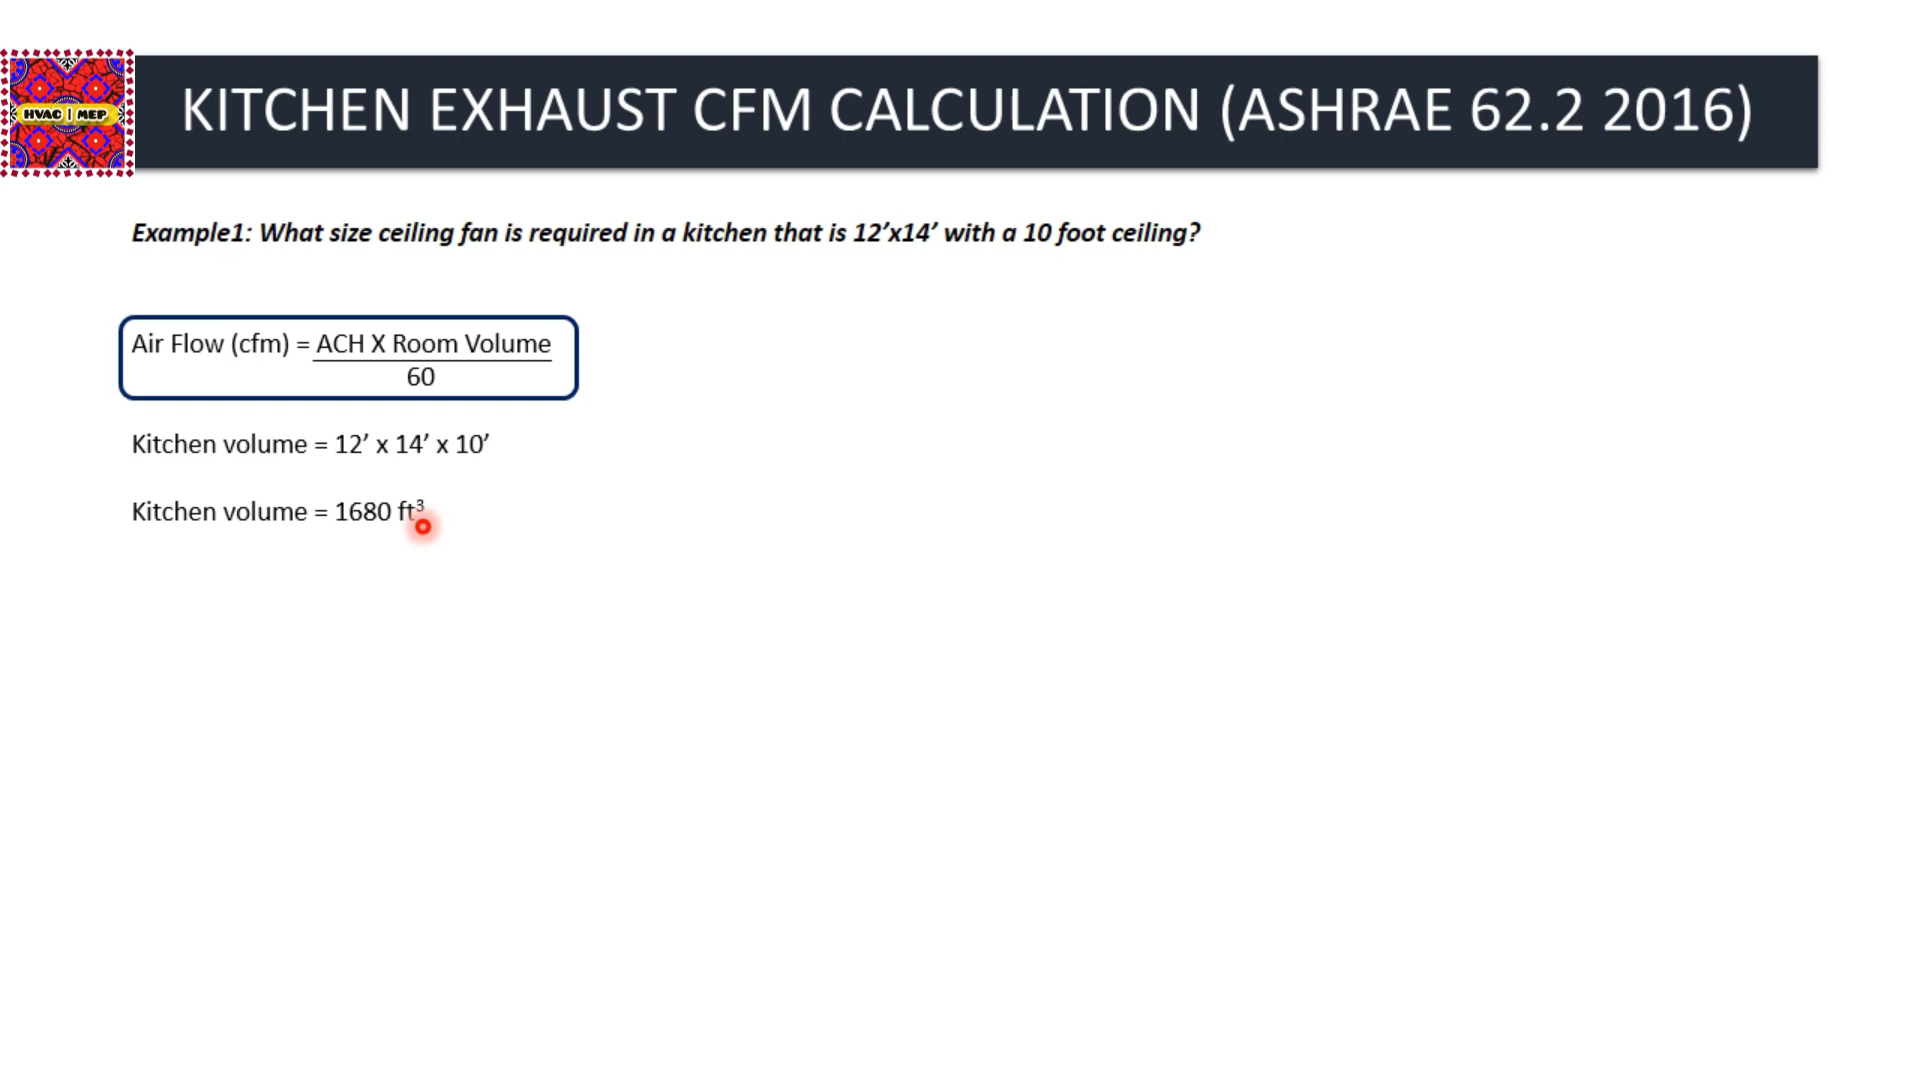 HVAC | MEP
KITCHEN EXHAUST CFM CALCULATION (ASHRAE 62.2 2016)
Example1: What size ceiling fan is required in a kitchen that is 12’x14’ with a 10 foot ceiling?
Air Flow (cfm) = ACH X Room Volume
60
Kitchen volume = 12’ x 14’ x 10’
Kitchen volume = 1680 ft³